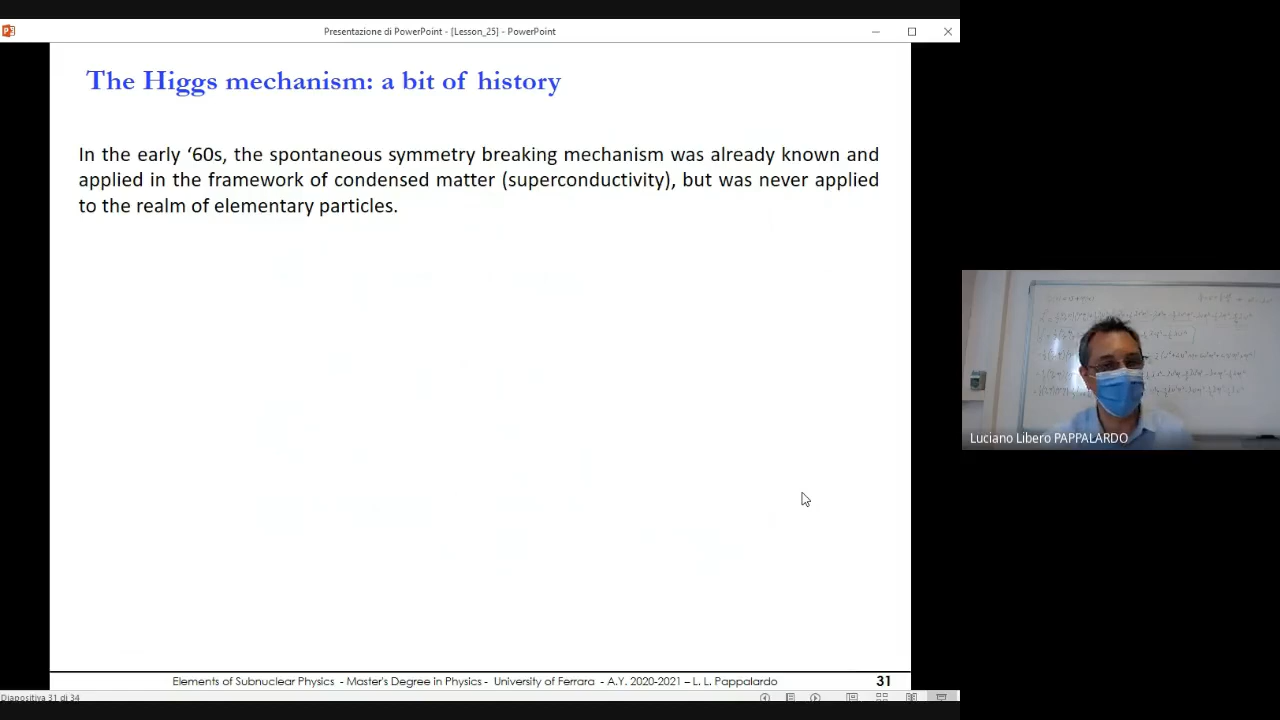 Presentazione di PowerPoint - [Lesson_25] - PowerPoint
The Higgs mechanism: a bit of history
In the early ‘60s, the spontaneous symmetry breaking mechanism was already known and
applied in the framework of condensed matter (superconductivity), but was never applied
to the realm of elementary particles.
Luciano Libero PAPPALARDO
Elements of Subnuclear Physics - Master's Degree in Physics - University of Ferrara - A.Y. 2020-2021 – L. L. Pappalardo
31
Diapositiva 31 di 34